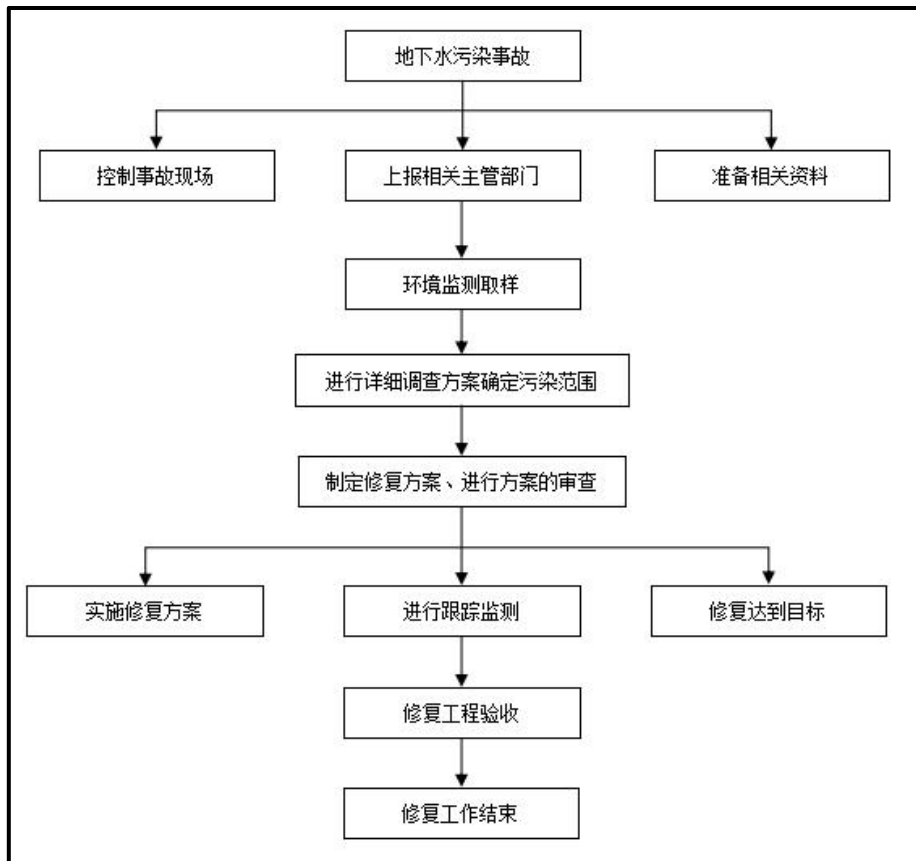 地下水污染事故
控制事故现场
上报相关主管部门
准备相关资料
环境监测取样
进行详细调查方案确定污染范围
制定修复方案、进行方案的审查
实施修复方案
进行跟踪监测
修复达到目标
修复工程验收
修复工作结束